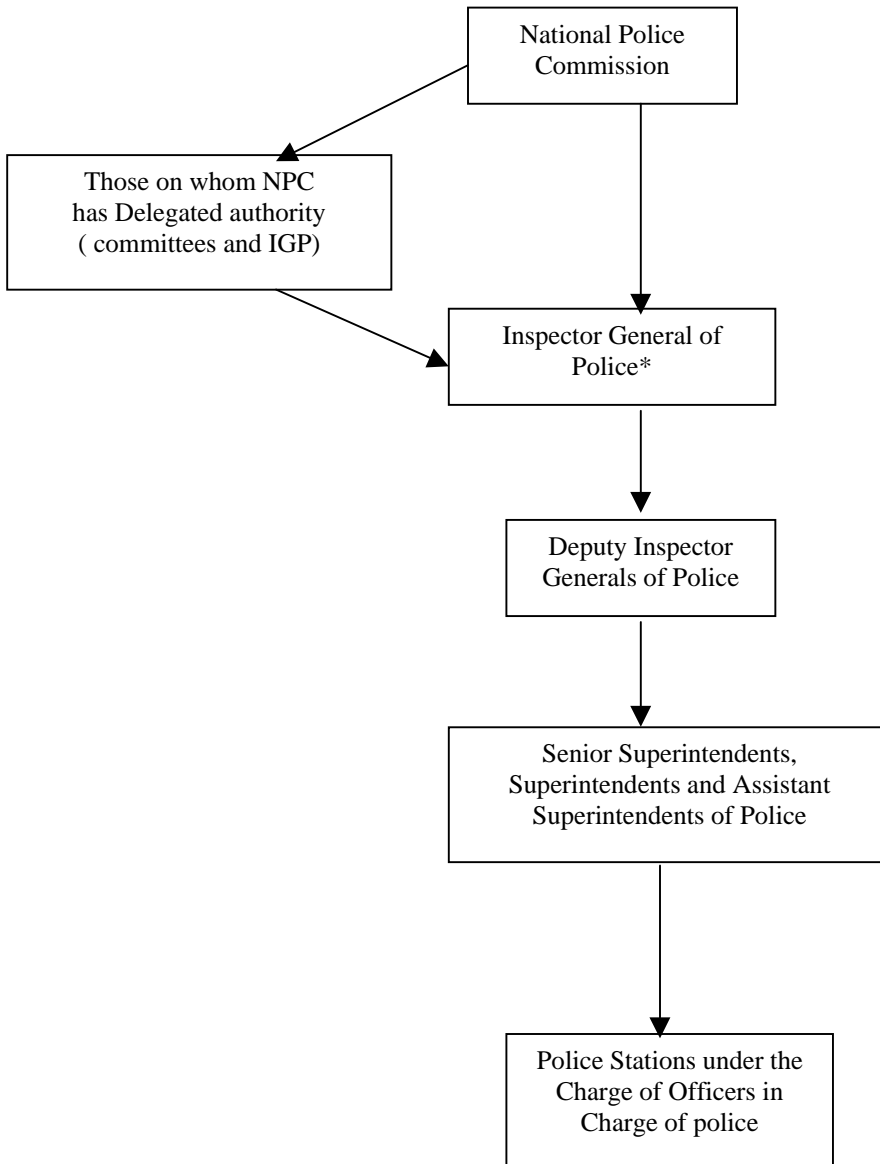 National Police
Commission
Those on whom NPC
has Delegated authority
( committees and IGP)
Inspector General of
Police*
Deputy Inspector
Generals of Police
Senior Superintendents,
Superintendents and Assistant
Superintendents of Police
Police Stations under the
Charge of Officers in
Charge of police